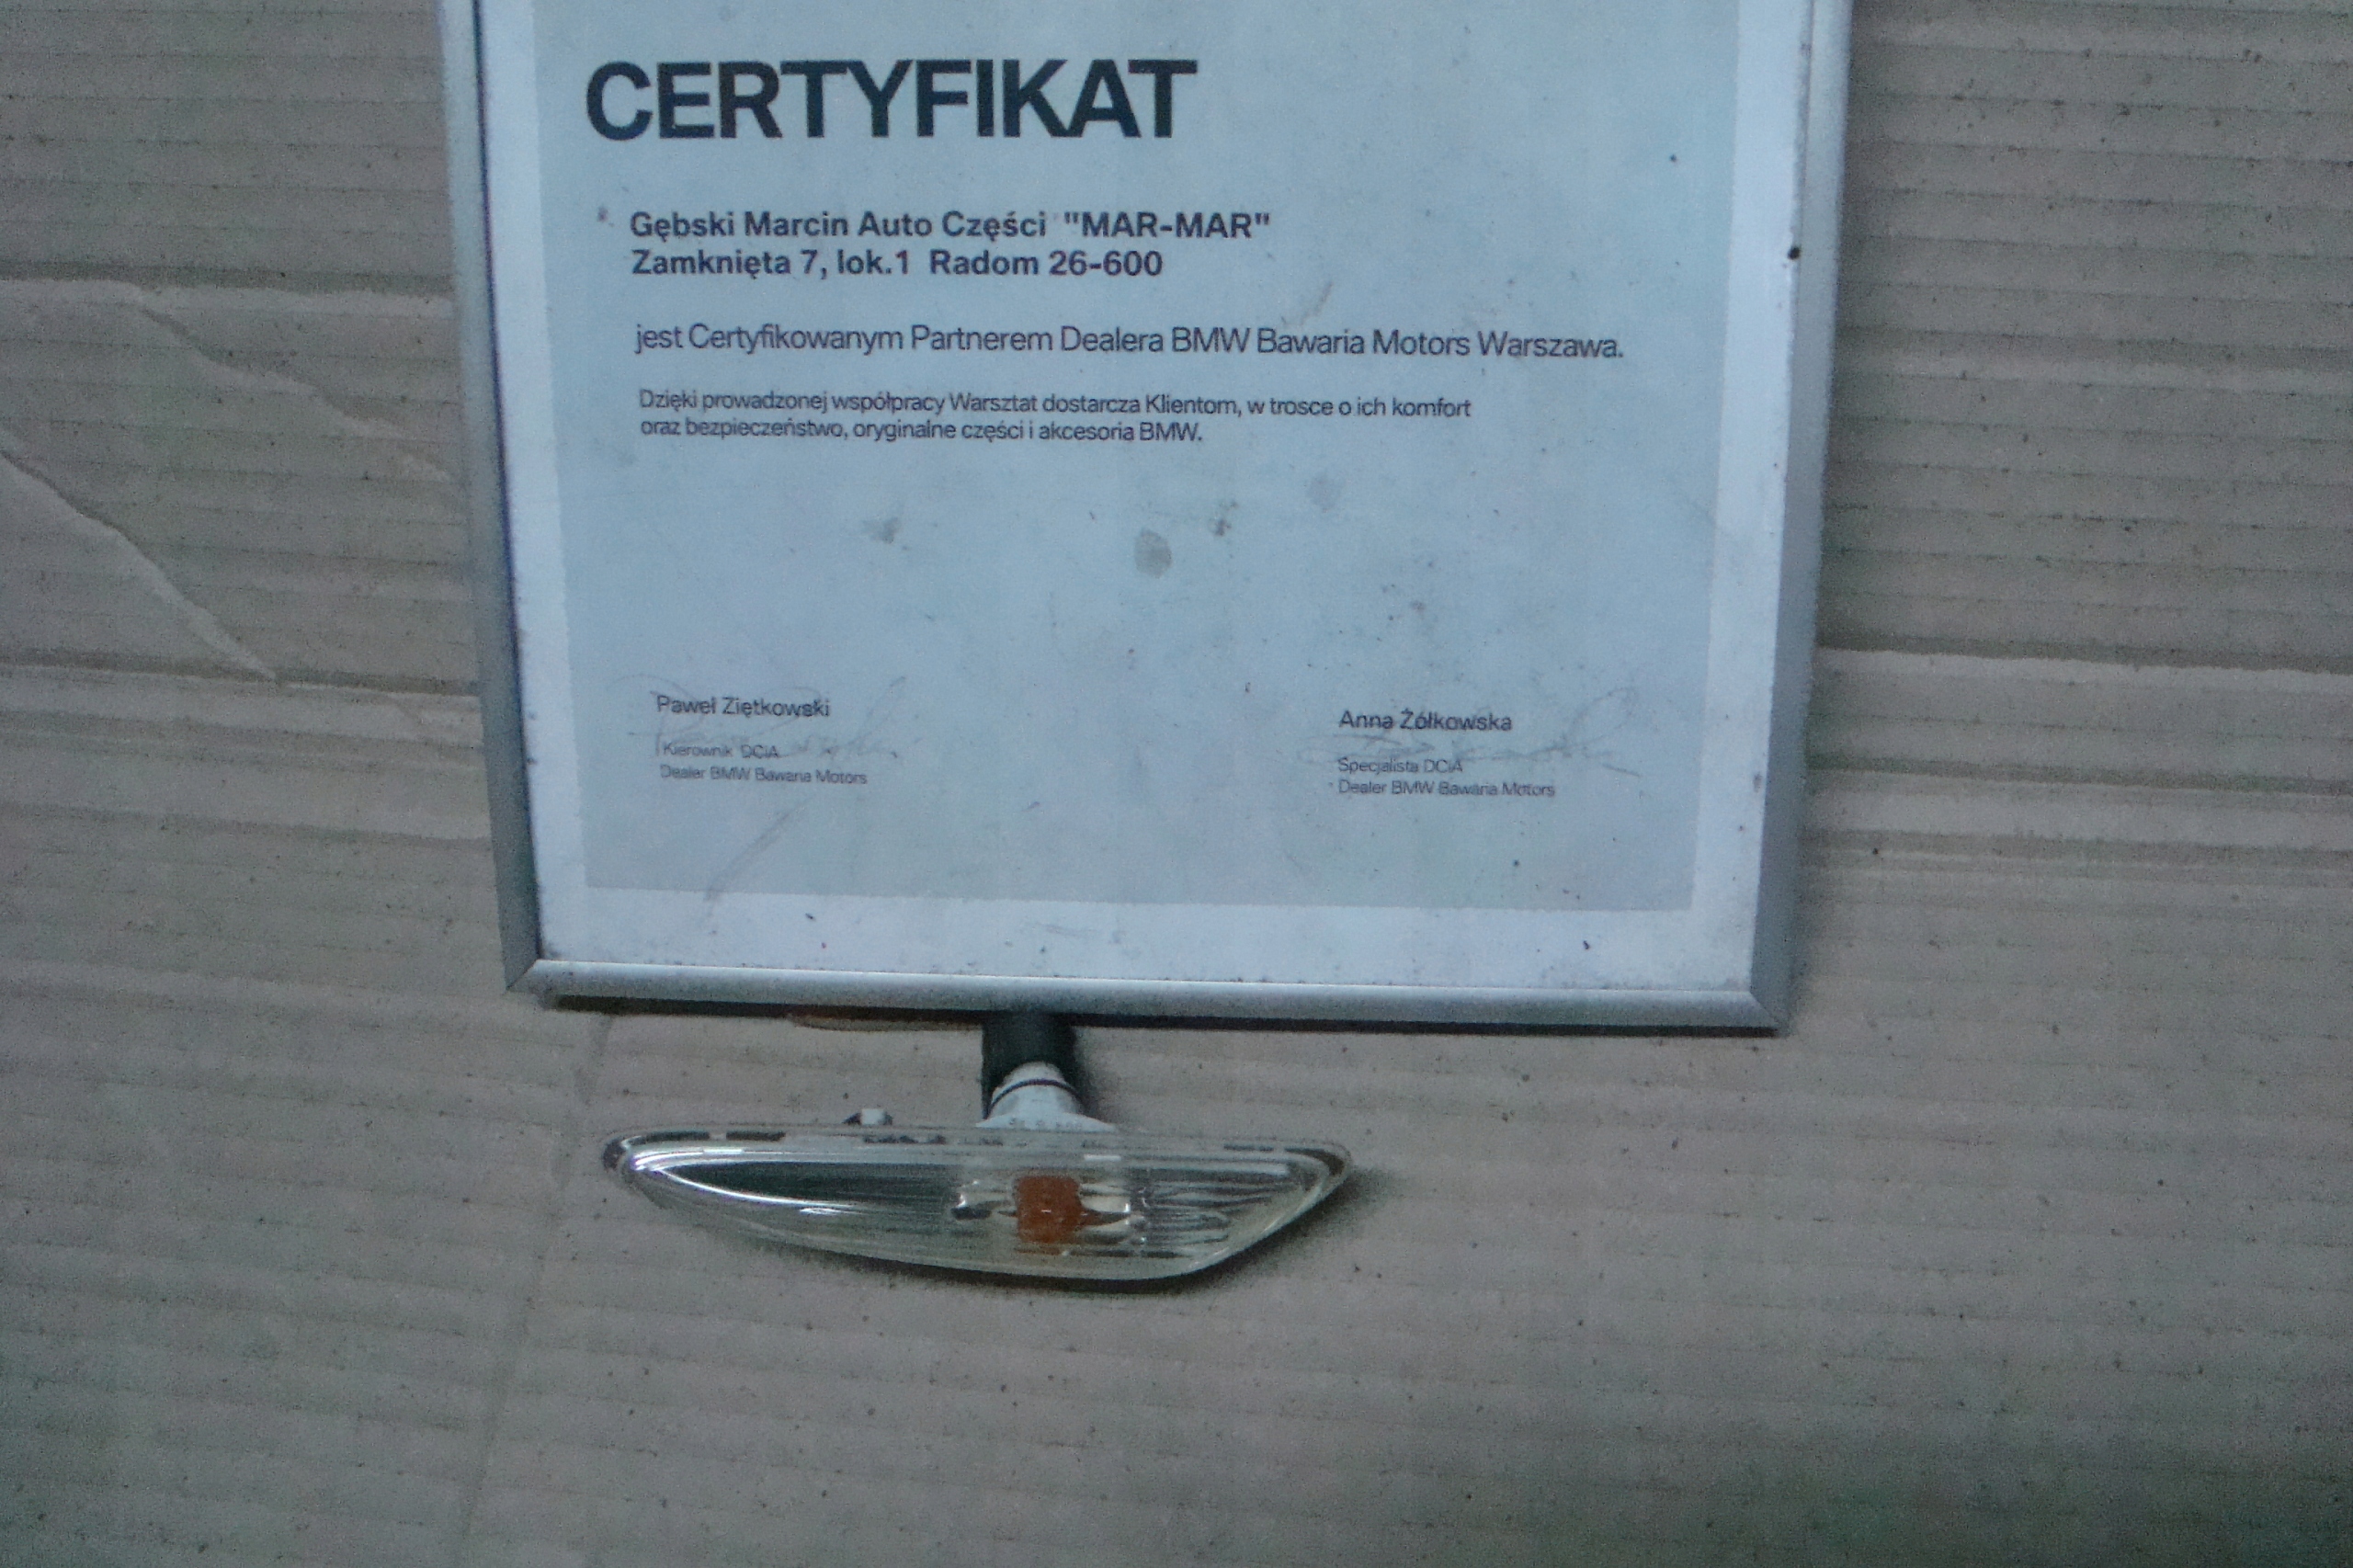 CERTYFIKAT
Gębski Marcin Auto Części "MAR-MAR"
Zamknięta 7, lok.1 Radom 26-600
jest Certyfikowanym Partnerem Dealera BMW Bawaria Motors Warszawa.
Dzięki prowadzonej współpracy Warsztat dostarcza Klientom, w trosce o ich komfort
oraz bezpieczeństwo, oryginalne części i akcesoria BMW.
Paweł Ziętkowski
Kierownik DCiA
Dealer BMW Bawaria Motors
Anna Żółkowska
Specjalista DCiA
Dealer BMW Bawaria Motors